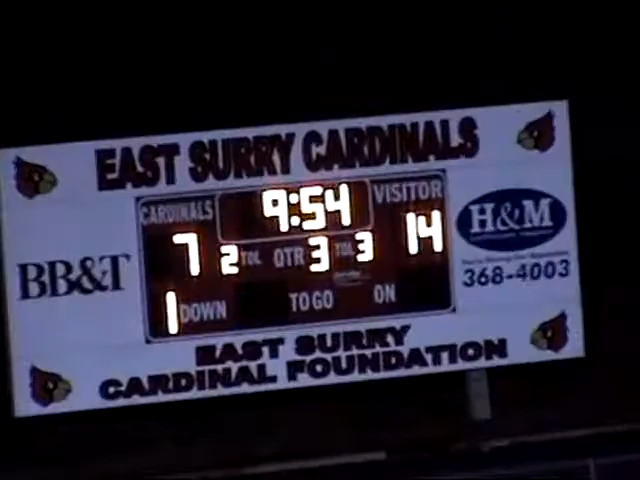 EAST SURRY CARDINALS
CARDINALS 9:54 VISITOR
7 2 TOL QTR 3 TOL 3 14
1 DOWN TO GO ON
BB&T
H&M
368-4003
EAST SURRY
CARDINAL FOUNDATION